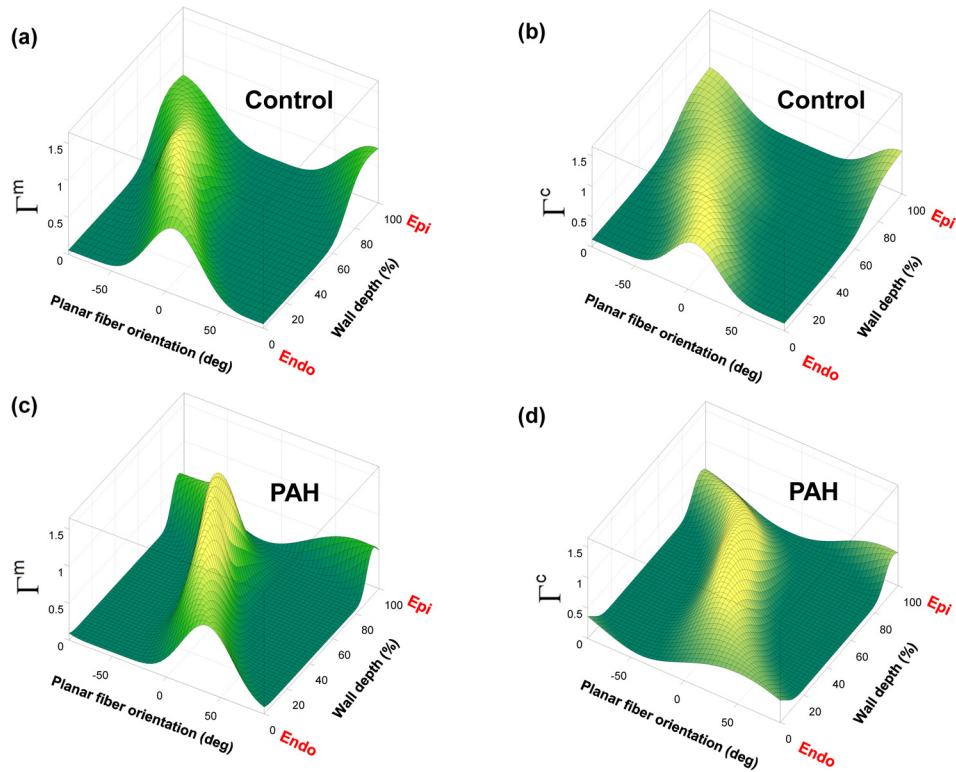 (a)
Control
1.5
1
0.5
0
Γm
-50
0
50
Planar fiber orientation (deg)
0
20
40
60
80
100
Wall depth (%)
Epi
Endo
(b)
Control
1.5
1
0.5
0
Γc
-50
0
50
Planar fiber orientation (deg)
0
20
40
60
80
100
Wall depth (%)
Epi
Endo
(c)
PAH
1.5
1
0.5
0
Γm
-50
0
50
Planar fiber orientation (deg)
0
20
40
60
80
100
Wall depth (%)
Epi
Endo
(d)
PAH
1.5
1
0.5
0
Γc
-50
0
50
Planar fiber orientation (deg)
0
20
40
60
80
100
Wall depth (%)
Epi
Endo